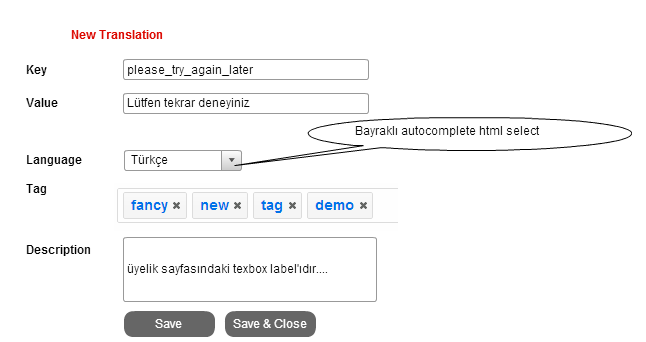 New Translation
Key please_try_again_later
Value Lütfen tekrar deneyiniz
Bayraklı autocomplete html select
Language Türkçe
Tag
fancy ✖ new ✖ tag ✖ demo ✖
Description
üyelik sayfasındaki texbox label'ıdır....
Save Save & Close